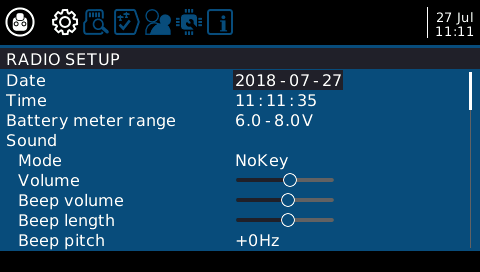 27 Jul
11:11
RADIO SETUP
Date 2018-07-27
Time 11:11:35
Battery meter range 6.0-8.0V
Sound
Mode NoKey
Volume
Beep volume
Beep length
Beep pitch +0Hz